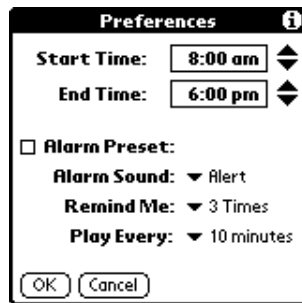 Preferences
Start Time: 8:00 am
End Time: 6:00 pm
Alarm Preset:
Alarm Sound: Alert
Remind Me: 3 Times
Play Every: 10 minutes
OK Cancel